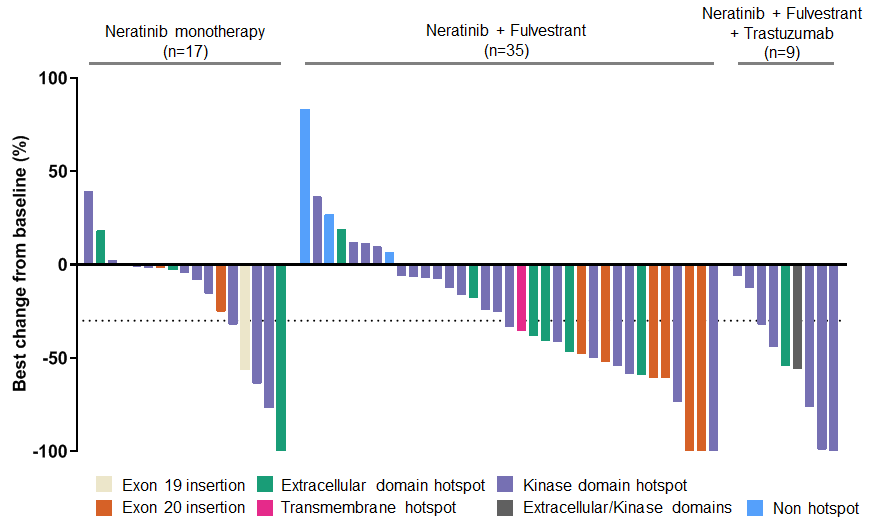 Neratinib monotherapy
(n=17)
Neratinib + Fulvestrant
(n=35)
Neratinib + Fulvestrant
+ Trastuzumab
(n=9)
Best change from baseline (%)
100
50
0
-50
-100
Exon 19 insertion
Extracellular domain hotspot
Kinase domain hotspot
Exon 20 insertion
Transmembrane hotspot
Extracellular/Kinase domains
Non hotspot